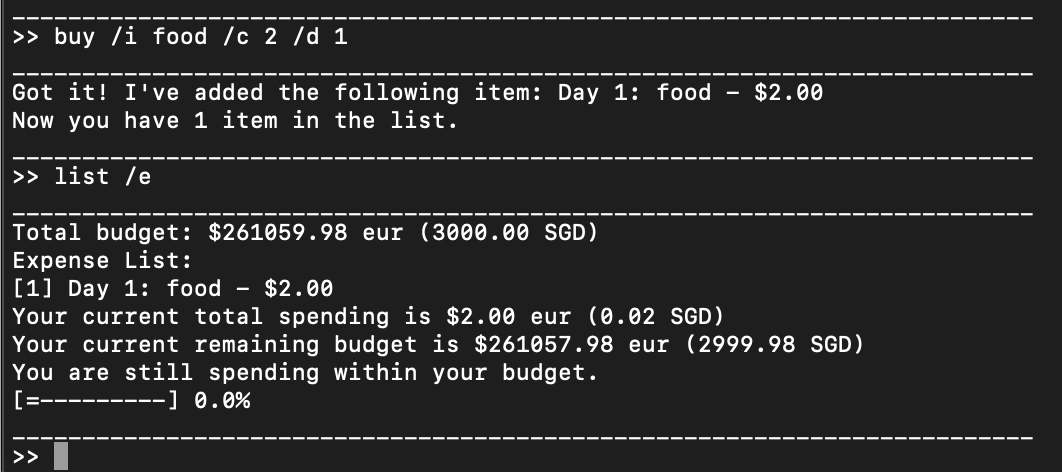 >> buy /i food /c 2 /d 1
Got it! I've added the following item: Day 1: food – $2.00
Now you have 1 item in the list.
>> list /e
Total budget: $261059.98 eur (3000.00 SGD)
Expense List:
[1] Day 1: food – $2.00
Your current total spending is $2.00 eur (0.02 SGD)
Your current remaining budget is $261057.98 eur (2999.98 SGD)
You are still spending within your budget.
[=---------] 0.0%
>>